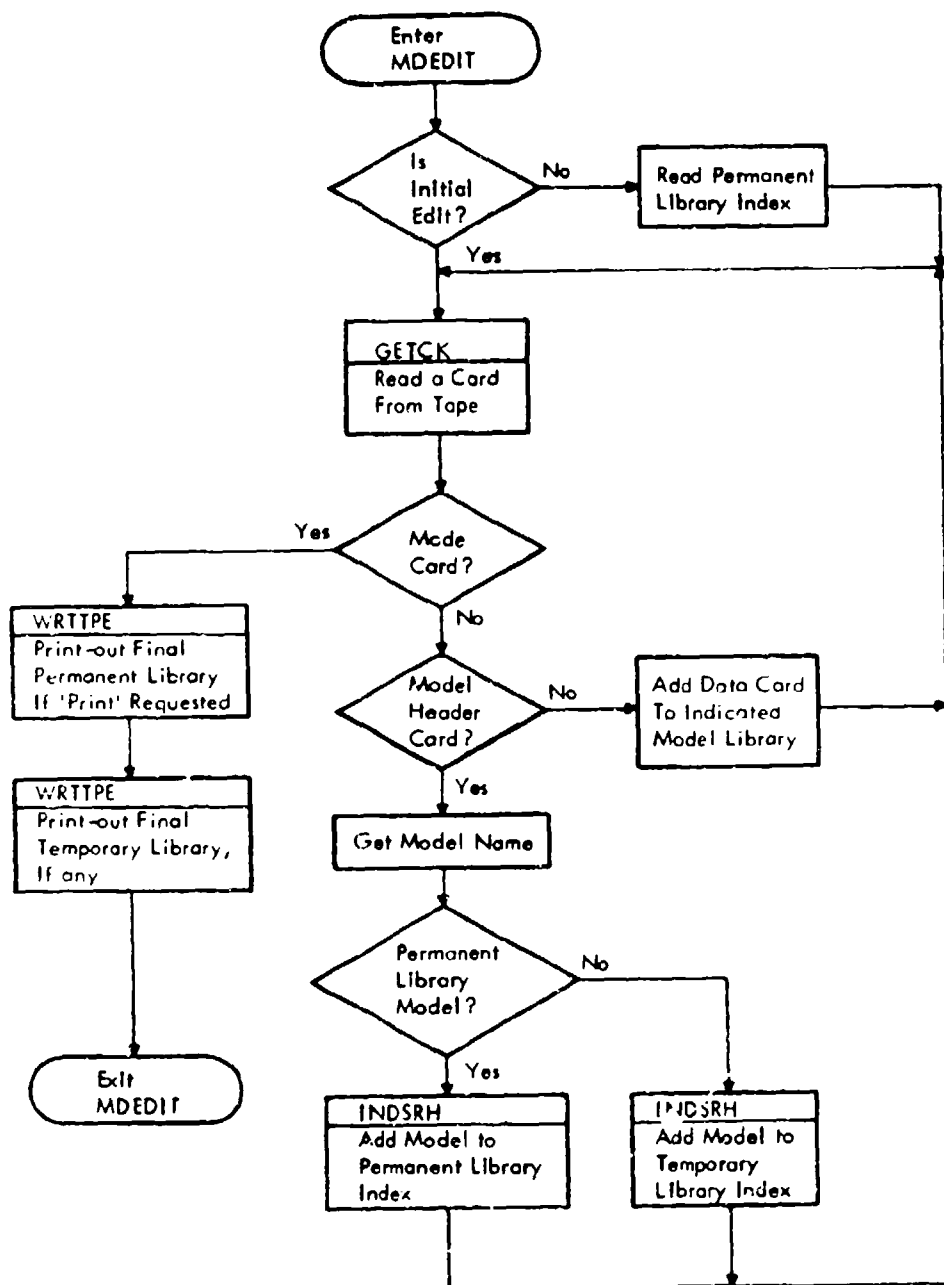 Enter
MDEDIT
Is
Initial
Edit?
No
Read Permanent
Library Index
Yes
GETCK
Read a Card
From Tape
Yes
Mode
Card?
No
WRTTPE
Print-out Final
Permanent Library
If 'Print' Requested
Model
Header
Card?
No
Add Data Card
To Indicated
Model Library
Yes
WRTTPE
Print-out Final
Temporary Library,
If any
Get Model Name
Permanent
Library
Model?
No
Yes
Exit
MDEDIT
INDSRH
Add Model to
Permanent Library
Index
INDSRH
Add Model to
Temporary
Library Index